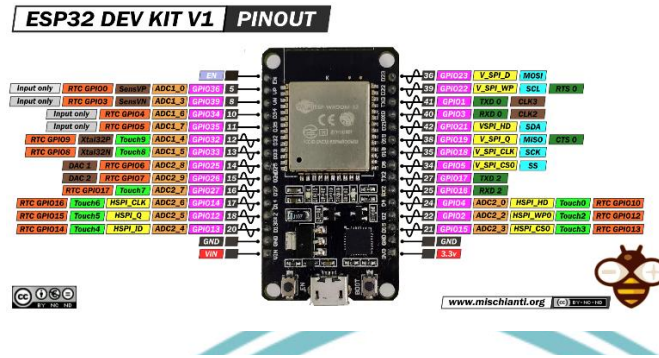 ESP32 DEV KIT V1 PINOUT
EN
36 GPIO23 V_SPI_D MOSI
Input only RTC GPIO0 SensVP ADC1_0 GPIO36 5
39 GPIO22 V_SPI_WP SCL RTS 0
Input only RTC GPIO3 SensVN ADC1_3 GPIO39 8
41 GPIO1 TXD 0 CLK3
Input only RTC GPIO4 ADC1_6 GPIO34 10
40 GPIO3 RXD 0 CLK2
Input only RTC GPIO5 ADC1_7 GPIO35 11
42 GPIO21 VSPI_HD SDA
RTC GPIO9 Xtal32P Touch9 ADC1_4 GPIO32 12
38 GPIO19 V_SPI_Q MISO CTS 0
RTC GPIO8 Xtal32N Touch8 ADC1_5 GPIO33 13
35 GPIO18 V_SPI_CLK SCK
DAC 1 RTC GPIO6 ADC2_8 GPIO25 14
34 GPIO5 V_SPI_CS0 SS
DAC 2 RTC GPIO7 ADC2_9 GPIO26 15
27 GPIO17 TXD 2
RTC GPIO17 Touch7 ADC2_7 GPIO27 16
25 GPIO16 RXD 2
RTC GPIO16 Touch6 HSPI_CLK ADC2_6 GPIO14 17
24 GPIO4 ADC2_0 HSPI_HD Touch0 RTC GPIO10
RTC GPIO15 Touch5 HSPI_Q ADC2_5 GPIO12 18
22 GPIO2 ADC2_2 HSPI_WP0 Touch2 RTC GPIO12
RTC GPIO14 Touch4 HSPI_ID ADC2_4 GPIO13 20
21 GPIO15 ADC2_3 HSPI_CS0 Touch3 RTC GPIO13
GND
GND
VIN
3.3v
EN
BOOT
www.mischianti.org
BY NC ND
BY - NC - ND